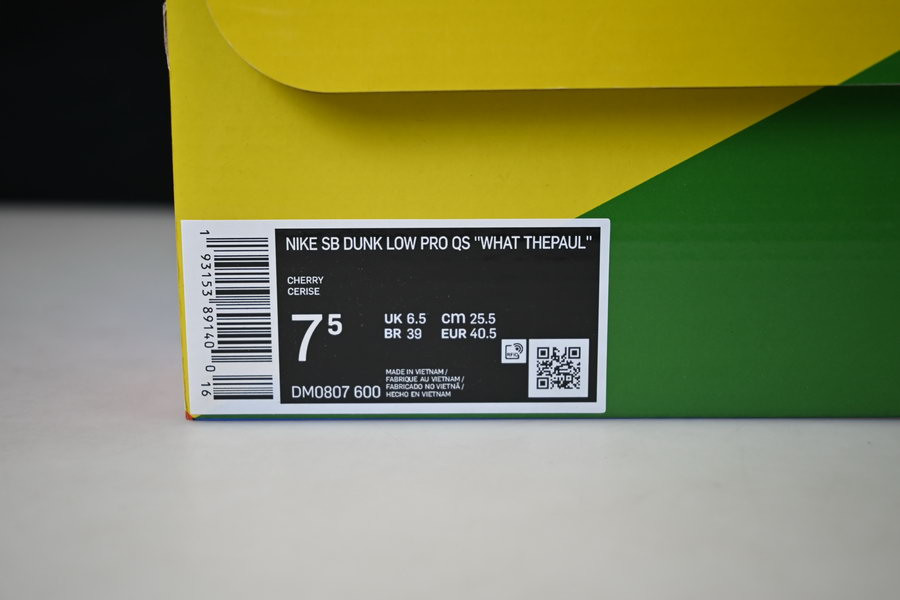 NIKE SB DUNK LOW PRO QS "WHAT THEPAUL"
CHERRY
CERISE
7⁵
UK 6.5 cm 25.5
BR 39 EUR 40.5
RFID
MADE IN VIETNAM /
FABRIQUE AU VIETNAM /
FABRICADO NO VIETNÃ /
HECHO EN VIETNAM
DM0807 600
1 93153 89140 0 16